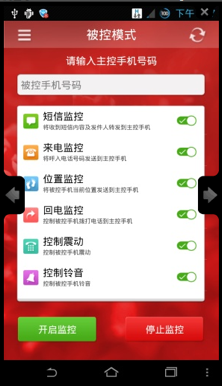 下午
被控模式
请输入主控手机号码
被控手机号码
短信监控
将收到短信内容及发件人转发到主控手机
来电监控
将呼入电话号码发送到主控手机
位置监控
将被控手机当前位置发送到主控手机
回电监控
控制被控手机拨打电话到主控手机
控制震动
控制被控手机震动
控制铃音
控制被控手机铃音
开启监控
停止监控